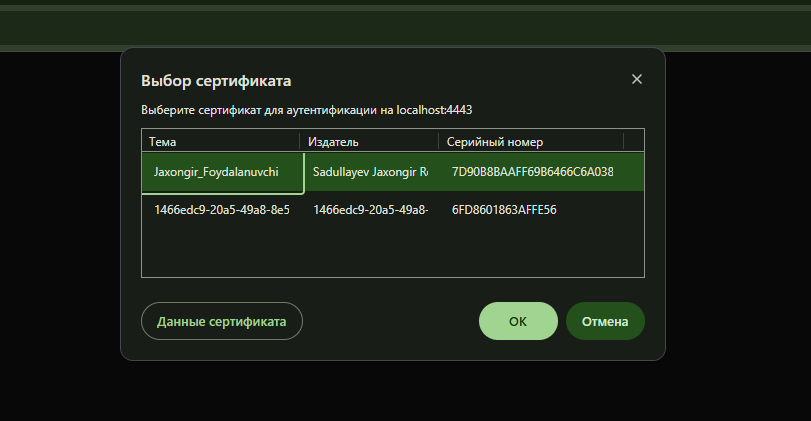 Выбор сертификата
Выберите сертификат для аутентификации на localhost:4443
Тема Издатель Серийный номер
Jaxongir_Foydalanuvchi Sadullayev Jaxongir Ro 7D90B8BAAFF69B6466C6A038
1466edc9-20a5-49a8-8e5 1466edc9-20a5-49a8- 6FD8601863AFFE56
Данные сертификата OK Отмена